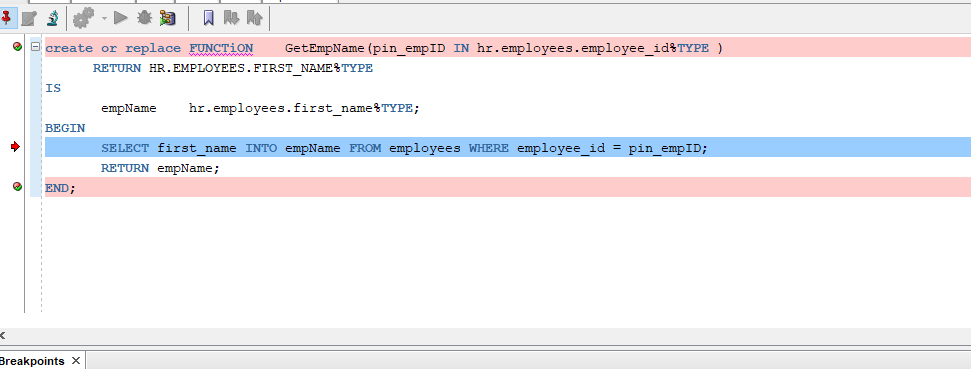 create or replace FUNCTiON    GetEmpName(pin_empID IN hr.employees.employee_id%TYPE )
RETURN HR.EMPLOYEES.FIRST_NAME%TYPE
IS
empName    hr.employees.first_name%TYPE;
BEGIN
SELECT first_name INTO empName FROM employees WHERE employee_id = pin_empID;
RETURN empName;
END;
Breakpoints